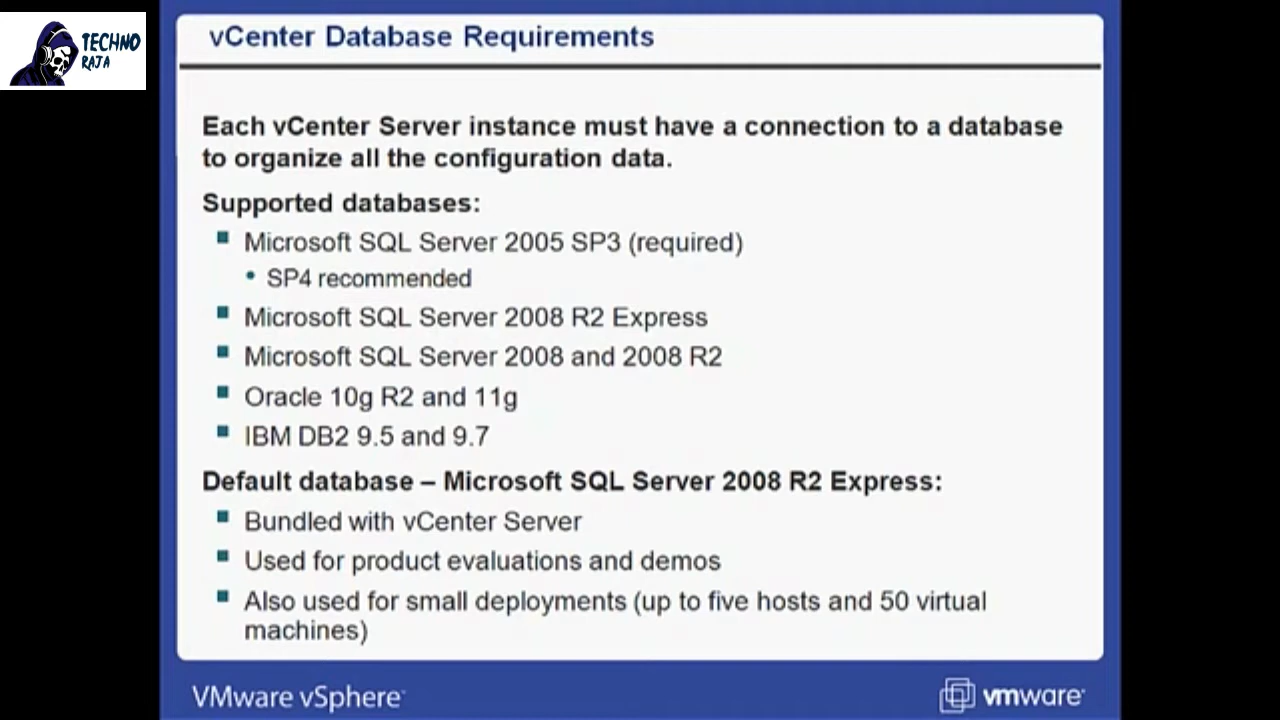 TECHNO
RAJA
vCenter Database Requirements
Each vCenter Server instance must have a connection to a database
to organize all the configuration data.
Supported databases:
Microsoft SQL Server 2005 SP3 (required)
SP4 recommended
Microsoft SQL Server 2008 R2 Express
Microsoft SQL Server 2008 and 2008 R2
Oracle 10g R2 and 11g
IBM DB2 9.5 and 9.7
Default database – Microsoft SQL Server 2008 R2 Express:
Bundled with vCenter Server
Used for product evaluations and demos
Also used for small deployments (up to five hosts and 50 virtual
machines)
VMware vSphere
vmware